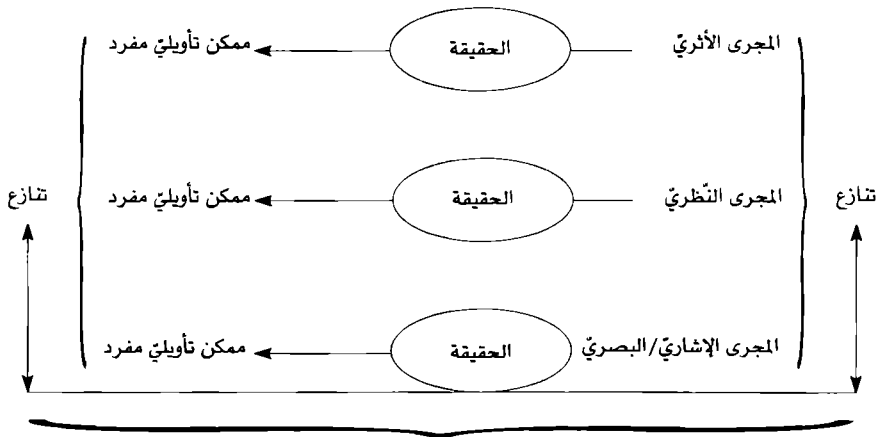 المجرى الأثريّ الحقيقة ممكن تأويليّ مفرد
تنازع المجرى النّظريّ الحقيقة ممكن تأويليّ مفرد تنازع
المجرى الإشاريّ/البصريّ الحقيقة ممكن تأويليّ مفرد